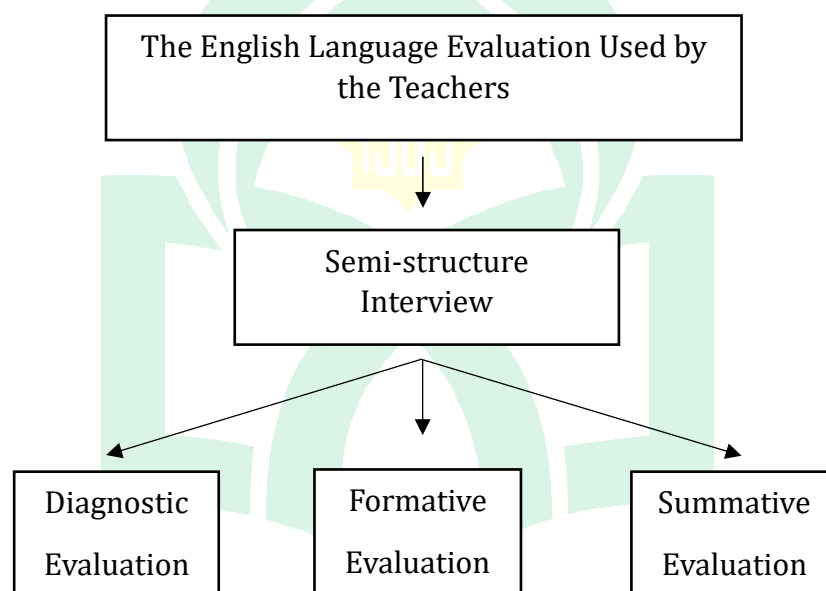 The English Language Evaluation Used by
the Teachers
Semi-structure
Interview
Diagnostic
Evaluation
Formative
Evaluation
Summative
Evaluation